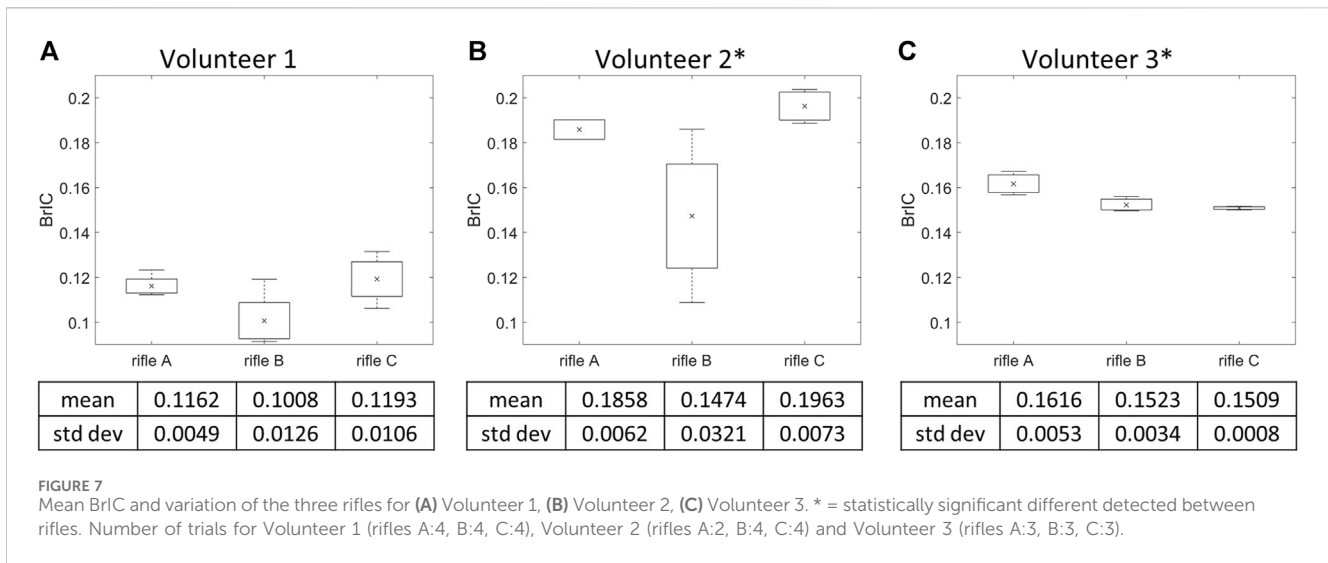 A
Volunteer 1
0.2
0.18
0.16
0.14
0.12
0.1
BrIC
rifle A rifle B rifle C
mean 0.1162 0.1008 0.1193
std dev 0.0049 0.0126 0.0106
B
Volunteer 2*
0.2
0.18
0.16
0.14
0.12
0.1
BrIC
rifle A rifle B rifle C
mean 0.1858 0.1474 0.1963
std dev 0.0062 0.0321 0.0073
C
Volunteer 3*
0.2
0.18
0.16
0.14
0.12
0.1
BrIC
rifle A rifle B rifle C
mean 0.1616 0.1523 0.1509
std dev 0.0053 0.0034 0.0008
FIGURE 7
Mean BrIC and variation of the three rifles for (A) Volunteer 1, (B) Volunteer 2, (C) Volunteer 3. * = statistically significant different detected between
rifles. Number of trials for Volunteer 1 (rifles A:4, B:4, C:4), Volunteer 2 (rifles A:2, B:4, C:4) and Volunteer 3 (rifles A:3, B:3, C:3).